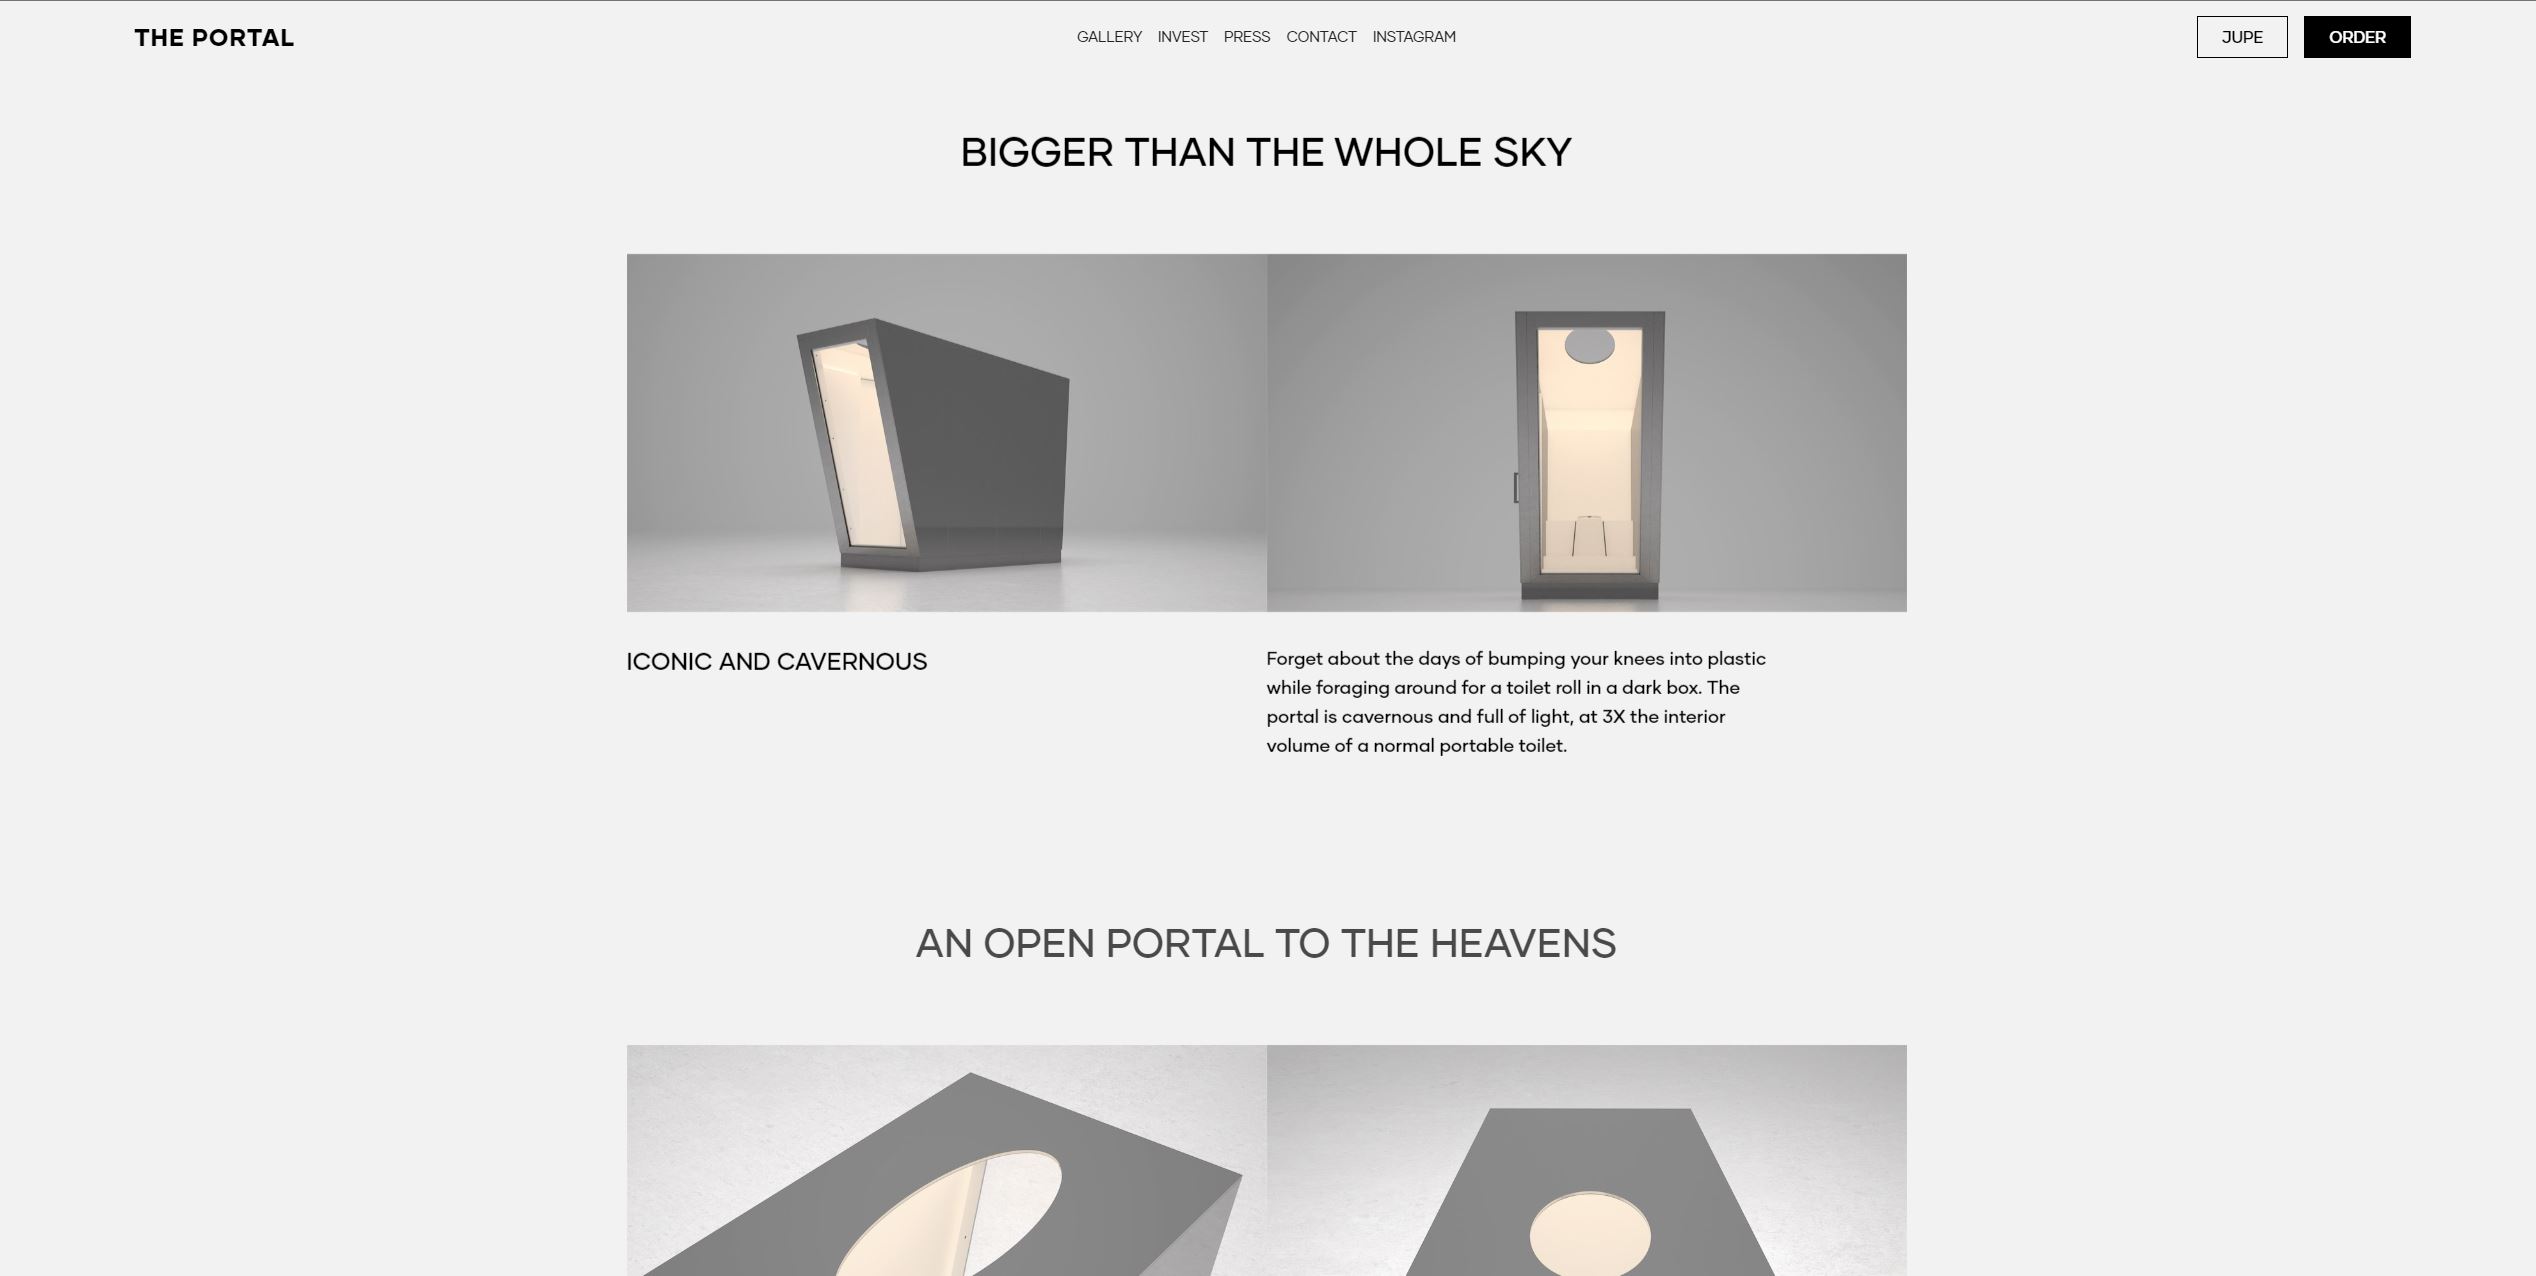 THE PORTAL
GALLERY INVEST PRESS CONTACT INSTAGRAM
JUPE
ORDER
BIGGER THAN THE WHOLE SKY
ICONIC AND CAVERNOUS
Forget about the days of bumping your knees into plastic
while foraging around for a toilet roll in a dark box. The
portal is cavernous and full of light, at 3X the interior
volume of a normal portable toilet.
AN OPEN PORTAL TO THE HEAVENS